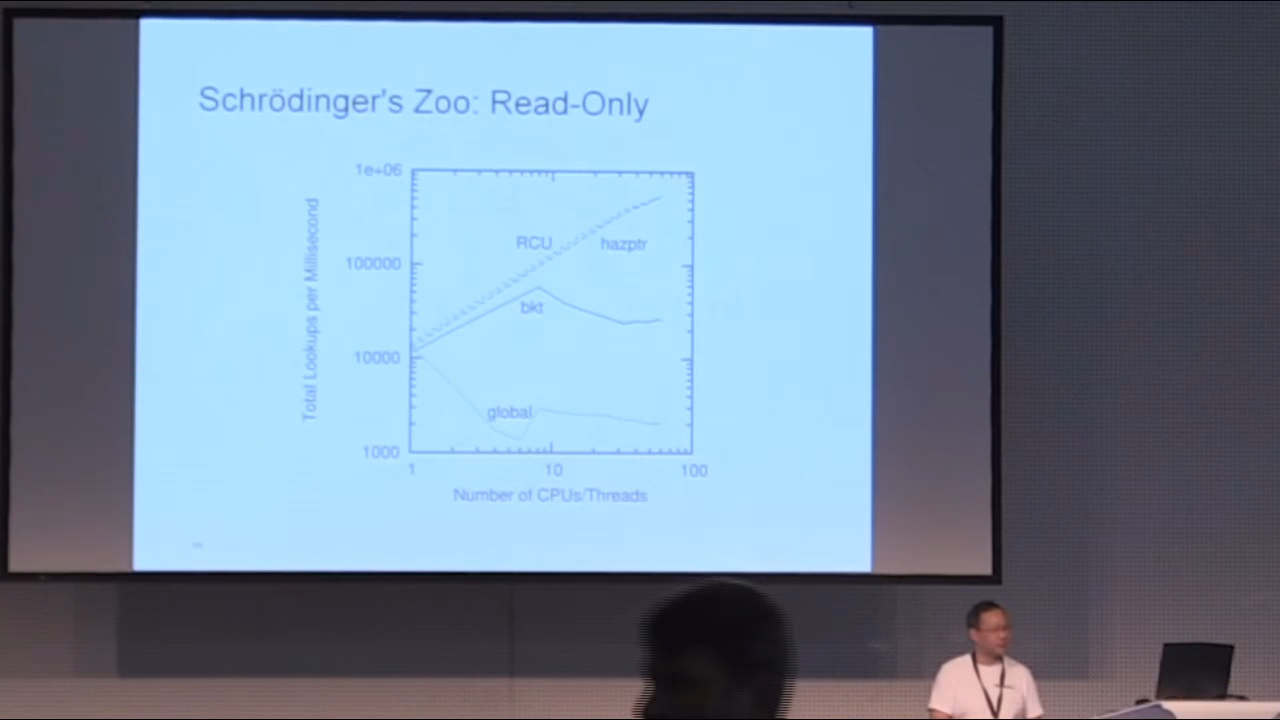 Schrödinger's Zoo: Read-Only
1e+06
100000
10000
1000
Total Lookups per Millisecond
RCU
hazptr
bkt
global
1
10
100
Number of CPUs/Threads